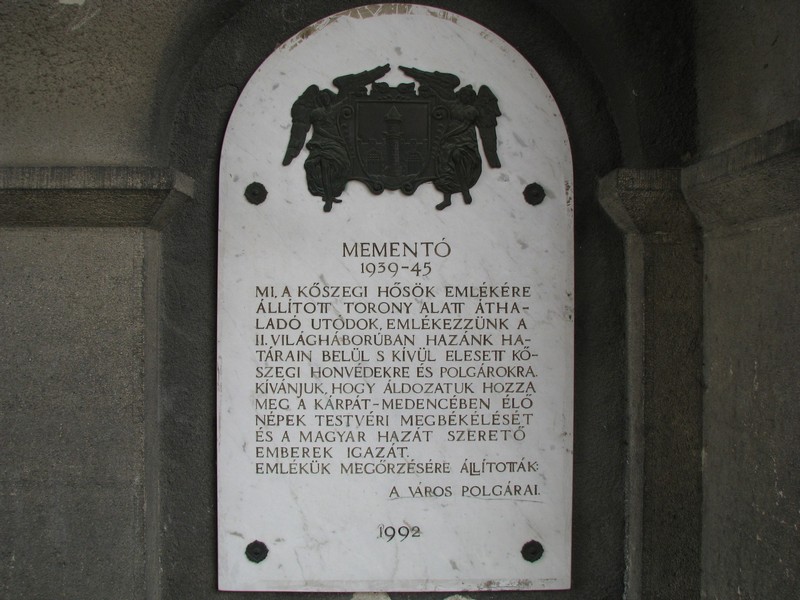 MEMENTÓ
1939-45
MI, A KŐSZEGI HŐSÖK EMLÉKÉRE
ÁLLÍTOTT TORONY ALATT ÁTHA-
LADÓ UTÓDOK, EMLÉKEZZÜNK A
II. VILÁGHÁBORÚBAN HAZÁNK HA-
TÁRAIN BELÜL S KÍVÜL ELESETT KŐ-
SZEGI HONVÉDEKRE ÉS POLGÁROKRA.
KÍVÁNJUK, HOGY ÁLDOZATUK HOZZA
MEG A KÁRPÁT-MEDENCÉBEN ÉLŐ
NÉPEK TESTVÉRI MEGBÉKÉLÉSÉT
ÉS A MAGYAR HAZÁT SZERETŐ
EMBEREK IGAZÁT.
EMLÉKÜK MEGŐRZÉSÉRE ÁLLÍTOTTÁK:
A VÁROS POLGÁRAI.
1992